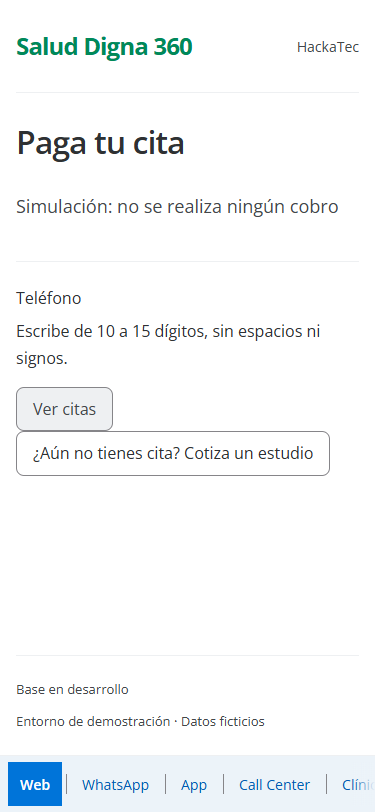 Salud Digna 360
HackaTec
Paga tu cita
Simulación: no se realiza ningún cobro
Teléfono
Escribe de 10 a 15 dígitos, sin espacios ni
signos.
Ver citas
¿Aún no tienes cita? Cotiza un estudio
Base en desarrollo
Entorno de demostración · Datos ficticios
Web
WhatsApp
App
Call Center